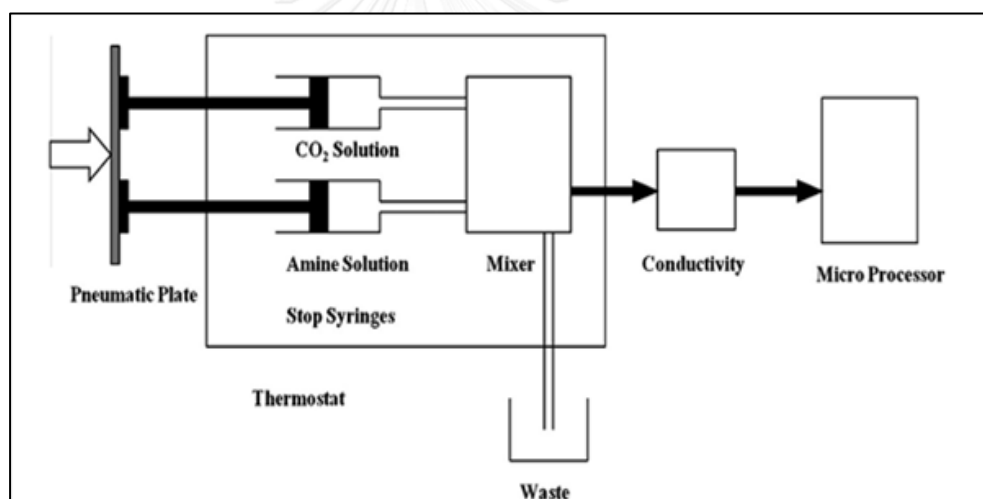 CO₂ Solution
Amine Solution
Mixer
Conductivity
Micro Processor
Pneumatic Plate
Stop Syringes
Thermostat
Waste